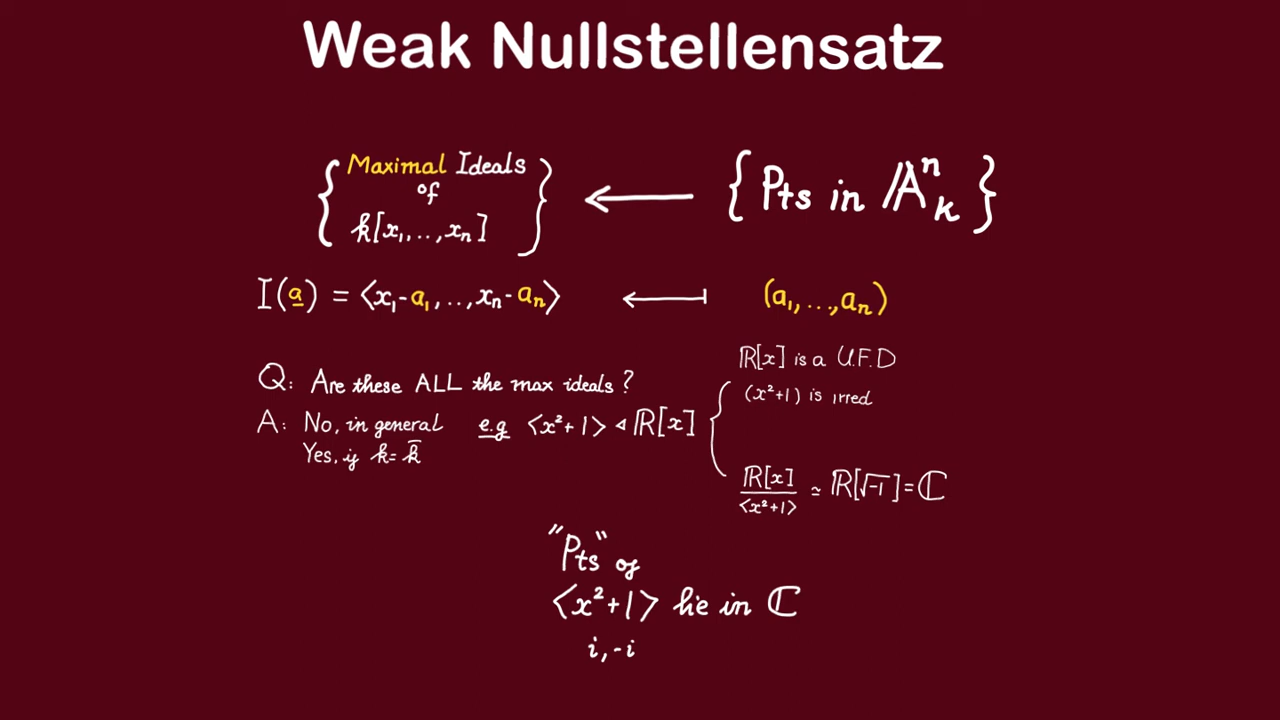 Weak Nullstellensatz
{ Maximal Ideals of k[x₁,..,xₙ] } ← { Pts in 𝔸ⁿₖ }
I(a̲) = ⟨x₁-a₁,..,xₙ-aₙ⟩ ↤ (a₁,...,aₙ)
Q: Are these ALL the max ideals?
A: No, in general e.g ⟨x²+1⟩ ⊲ ℝ[x]
Yes, if k = k̄
ℝ[x] is a U.F.D
(x²+1) is irred
ℝ[x]/⟨x²+1⟩ ≃ ℝ[√-1] = ℂ
"Pts" of
⟨x²+1⟩ lie in ℂ
i, -i